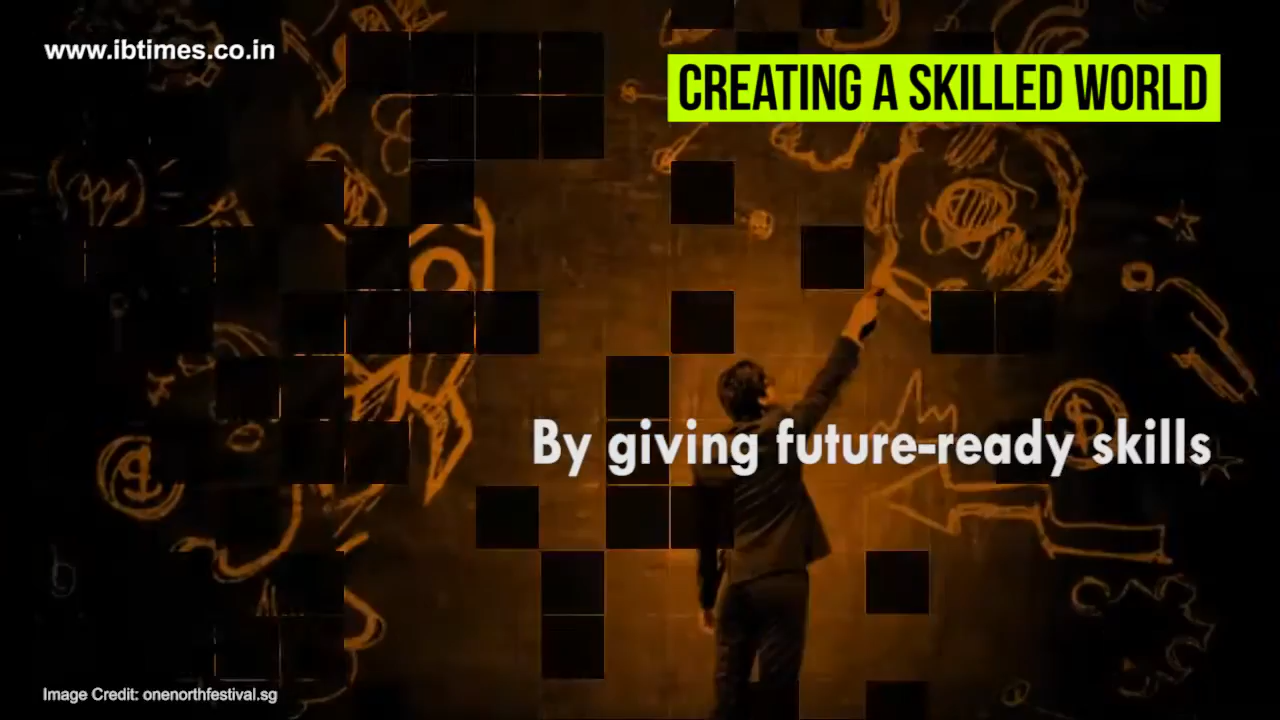 www.ibtimes.co.in
CREATING A SKILLED WORLD
By giving future-ready skills
Image Credit: onenorthfestival.sg